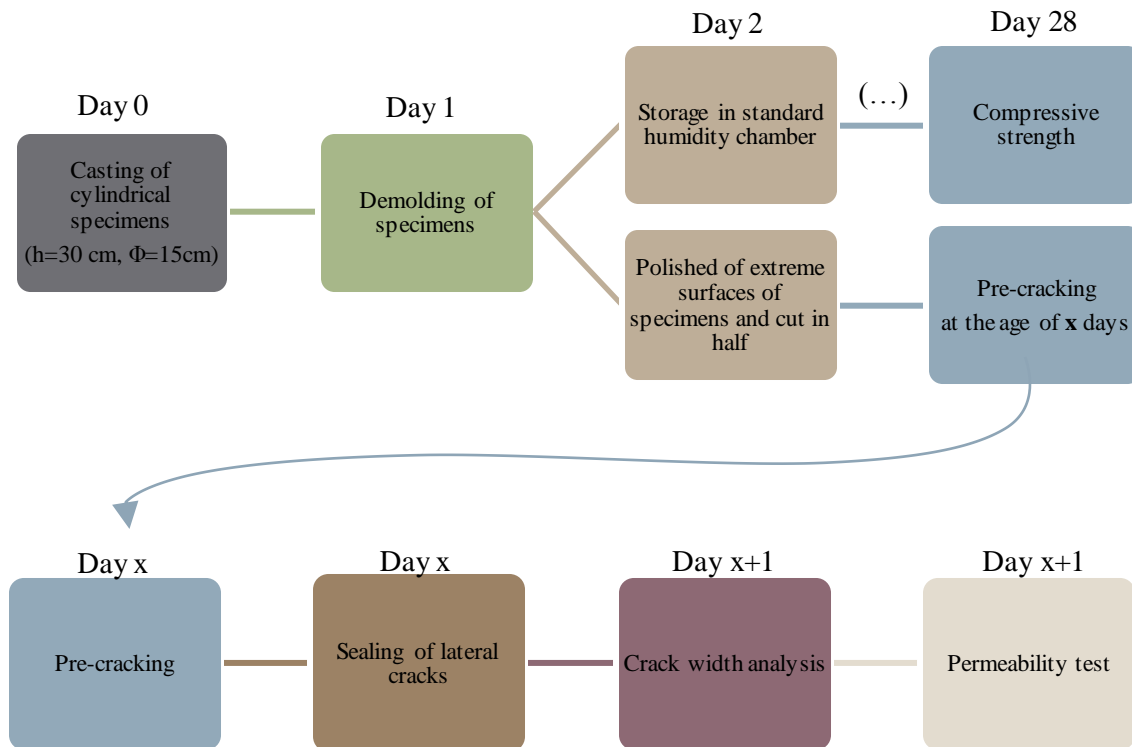 Day 0
Casting of
cylindrical
specimens
(h=30 cm, Φ=15cm)
Day 1
Demolding of
specimens
Day 2
Storage in standard
humidity chamber
(…)
Day 28
Compressive
strength
Polished of extreme
surfaces of
specimens and cut in
half
Pre-cracking
at the age of x days
Day x
Pre-cracking
Day x
Sealing of lateral
cracks
Day x+1
Crack width analysis
Day x+1
Permeability test